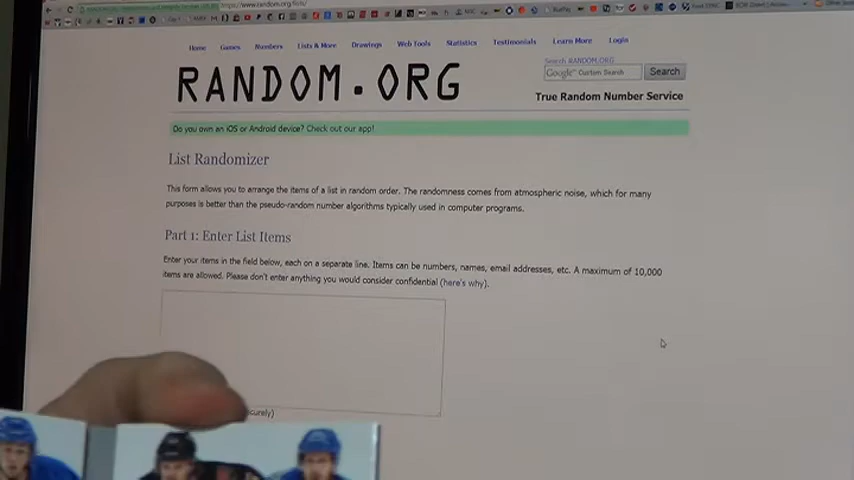 https://www.random.org/lists/
Home Games Numbers Lists & More Drawings Web Tools Statistics Testimonials Learn More Login
Search RANDOM.ORG
RANDOM.ORG
Google Custom Search Search
True Random Number Service
Do you own an iOS or Android device? Check out our app!
List Randomizer
This form allows you to arrange the items of a list in random order. The randomness comes from atmospheric noise, which for many
purposes is better than the pseudo-random number algorithms typically used in computer programs.
Part 1: Enter List Items
Enter your items in the field below, each on a separate line. Items can be numbers, names, email addresses, etc. A maximum of 10,000
items are allowed. Please don't enter anything you would consider confidential (here's why).
curely)